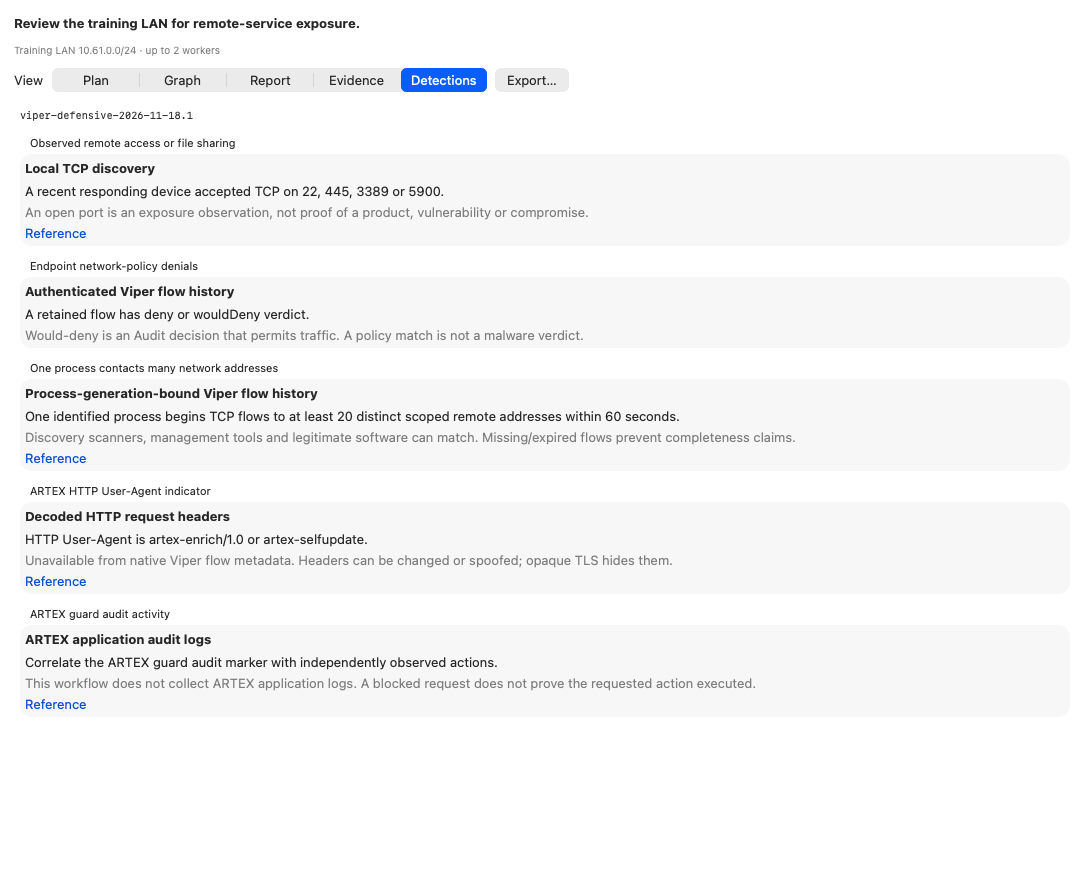 Review the training LAN for remote-service exposure.
Training LAN 10.61.0.0/24 · up to 2 workers
View Plan Graph Report Evidence Detections Export...
viper-defensive-2026-11-18.1
Observed remote access or file sharing
Local TCP discovery
A recent responding device accepted TCP on 22, 445, 3389 or 5900.
An open port is an exposure observation, not proof of a product, vulnerability or compromise.
Reference
Endpoint network-policy denials
Authenticated Viper flow history
A retained flow has deny or wouldDeny verdict.
Would-deny is an Audit decision that permits traffic. A policy match is not a malware verdict.
One process contacts many network addresses
Process-generation-bound Viper flow history
One identified process begins TCP flows to at least 20 distinct scoped remote addresses within 60 seconds.
Discovery scanners, management tools and legitimate software can match. Missing/expired flows prevent completeness claims.
Reference
ARTEX HTTP User-Agent indicator
Decoded HTTP request headers
HTTP User-Agent is artex-enrich/1.0 or artex-selfupdate.
Unavailable from native Viper flow metadata. Headers can be changed or spoofed; opaque TLS hides them.
Reference
ARTEX guard audit activity
ARTEX application audit logs
Correlate the ARTEX guard audit marker with independently observed actions.
This workflow does not collect ARTEX application logs. A blocked request does not prove the requested action executed.
Reference